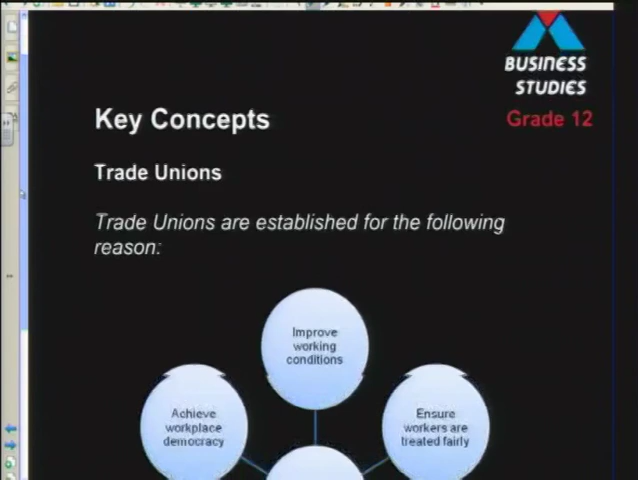 BUSINESS
STUDIES
Grade 12
Key Concepts
Trade Unions
Trade Unions are established for the following
reason:
Improve
working
conditions
Achieve
workplace
democracy
Ensure
workers are
treated fairly